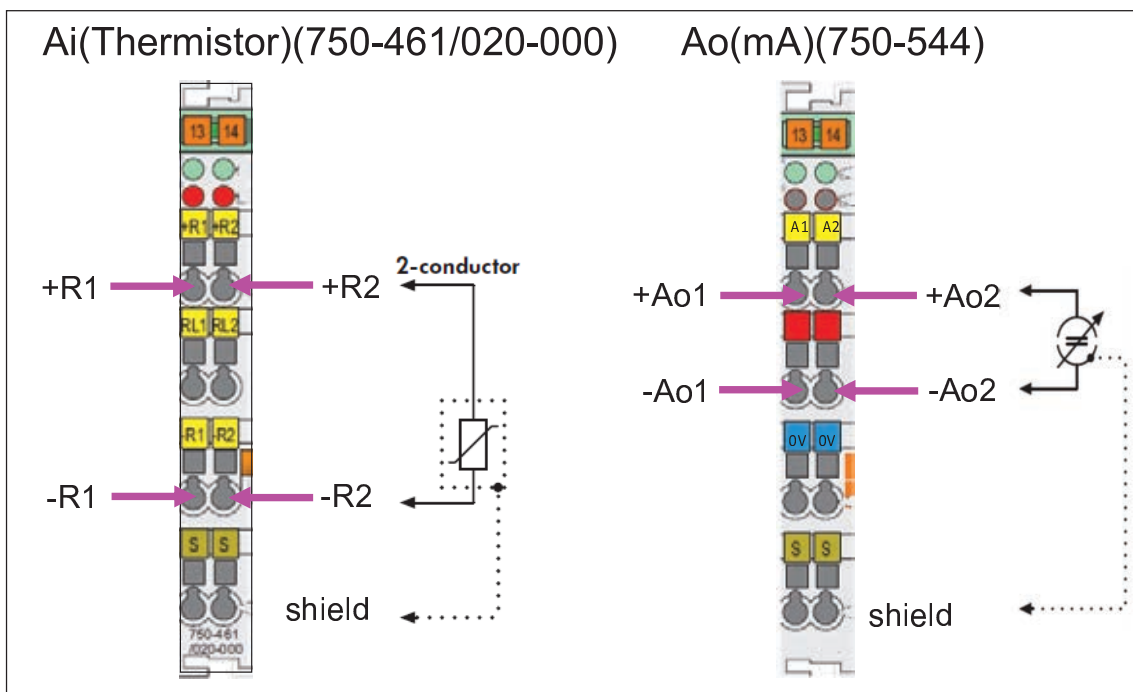 Ai(Thermistor)(750-461/020-000)
13 14
+R1 +R2
+R1
+R2
2-conductor
RL1 RL2
-R1 -R2
-R1
-R2
S S
shield
750-461
/020-000
Ao(mA)(750-544)
13 14
A1 A2
+Ao1
+Ao2
-Ao1
-Ao2
0V 0V
S S
shield